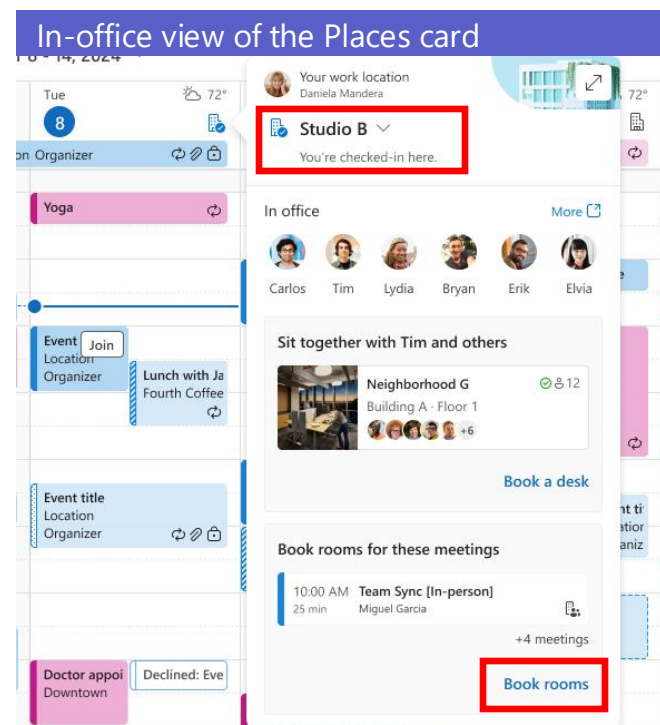 In-office view of the Places card
8 - 14, 2024
Tue
72°
8
Organizer
Yoga
Event
Join
Location
Organizer
Lunch with Ja
Fourth Coffee
Event title
Location
Organizer
Doctor appoi
Downtown
Declined: Eve
Your work location
Daniela Mandera
Studio B
You're checked-in here.
In office
More
Carlos
Tim
Lydia
Bryan
Erik
Elvia
Sit together with Tim and others
Neighborhood G
12
Building A · Floor 1
+6
Book a desk
Book rooms for these meetings
10:00 AM
Team Sync [In-person]
25 min
Miguel Garcia
+4 meetings
Book rooms
72°